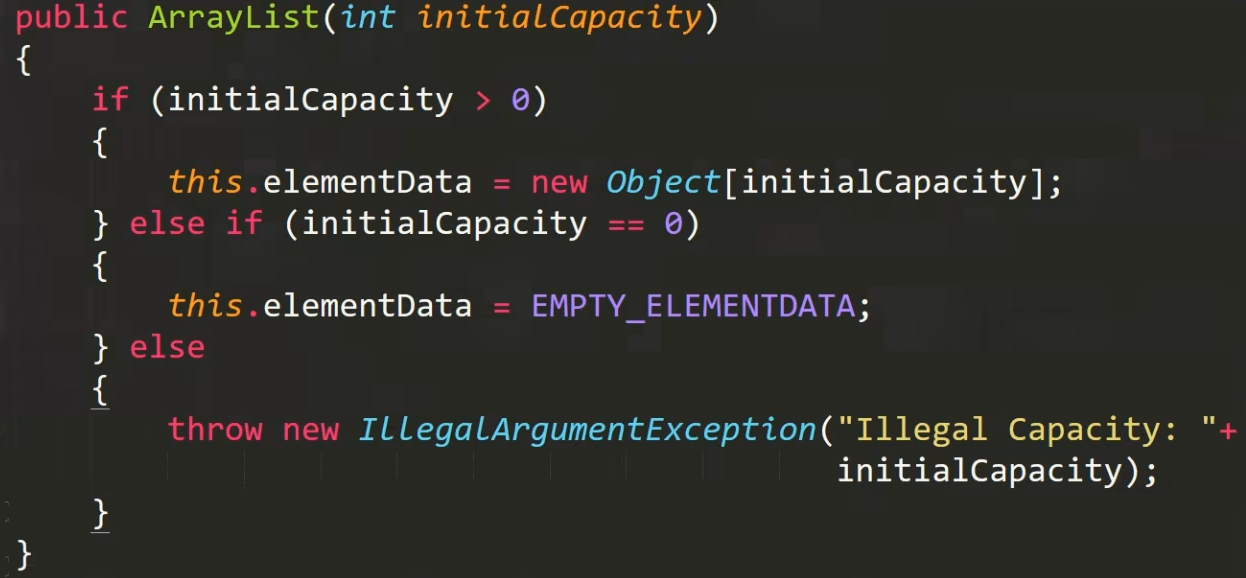 public ArrayList(int initialCapacity)
{
    if (initialCapacity > 0)
    {
        this.elementData = new Object[initialCapacity];
    } else if (initialCapacity == 0)
    {
        this.elementData = EMPTY_ELEMENTDATA;
    } else
    {
        throw new IllegalArgumentException("Illegal Capacity: "+
                                           initialCapacity);
    }
}